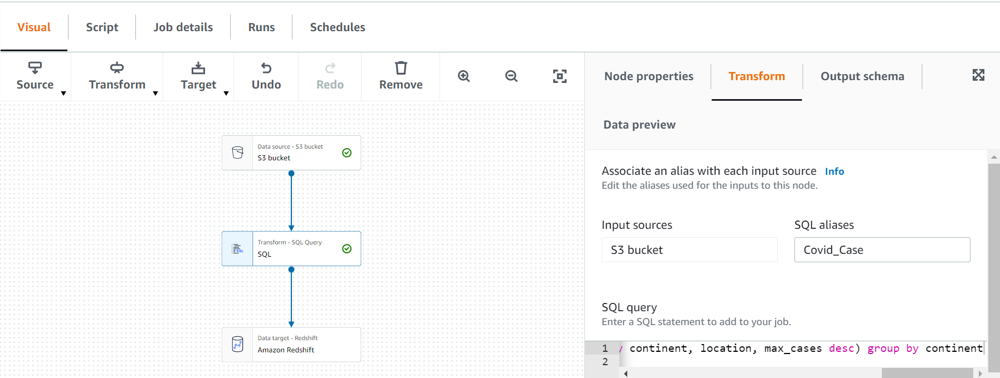 Visual Script Job details Runs Schedules
Source Transform Target Undo Redo Remove
Node properties Transform Output schema
Data preview
Data source - S3 bucket
S3 bucket
Transform - SQL Query
SQL
SQL
Data target - Redshift
Amazon Redshift
Associate an alias with each input source Info
Edit the aliases used for the inputs to this node.
Input sources SQL aliases
S3 bucket Covid_Case
SQL query
Enter a SQL statement to add to your job.
1 y continent, location, max_cases desc) group by continent
2